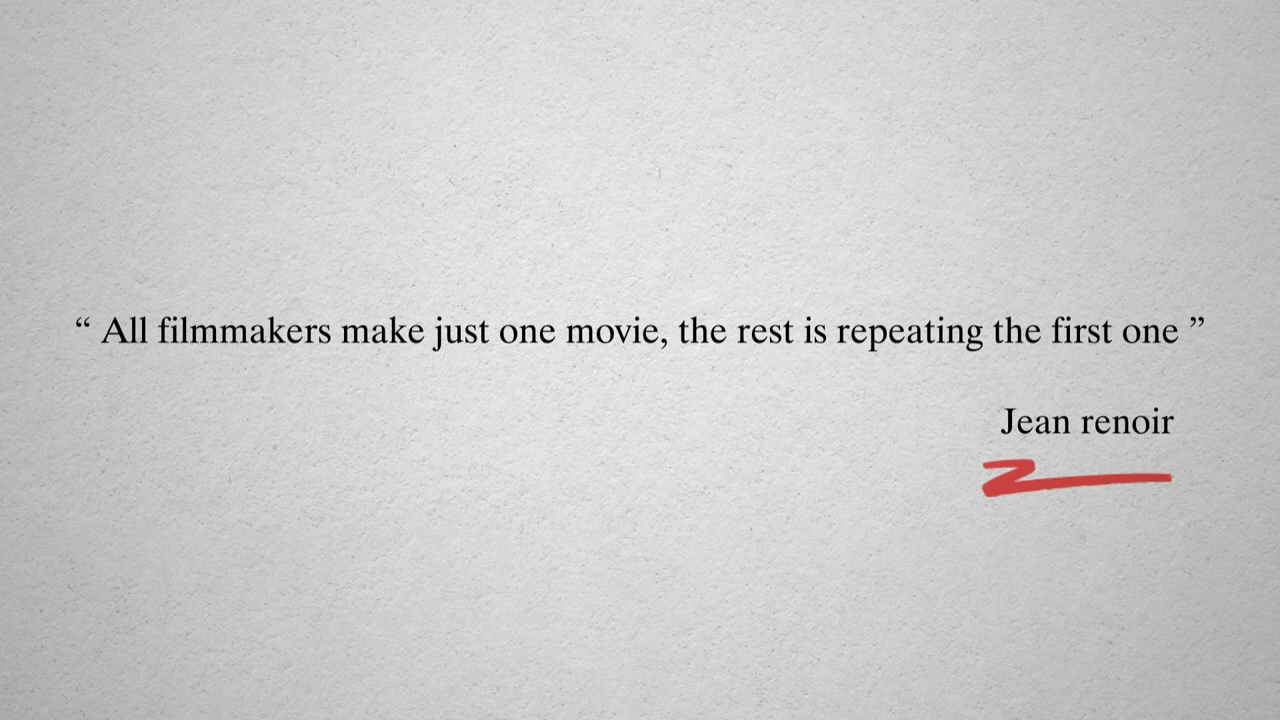 “ All filmmakers make just one movie, the rest is repeating the first one ”
Jean renoir